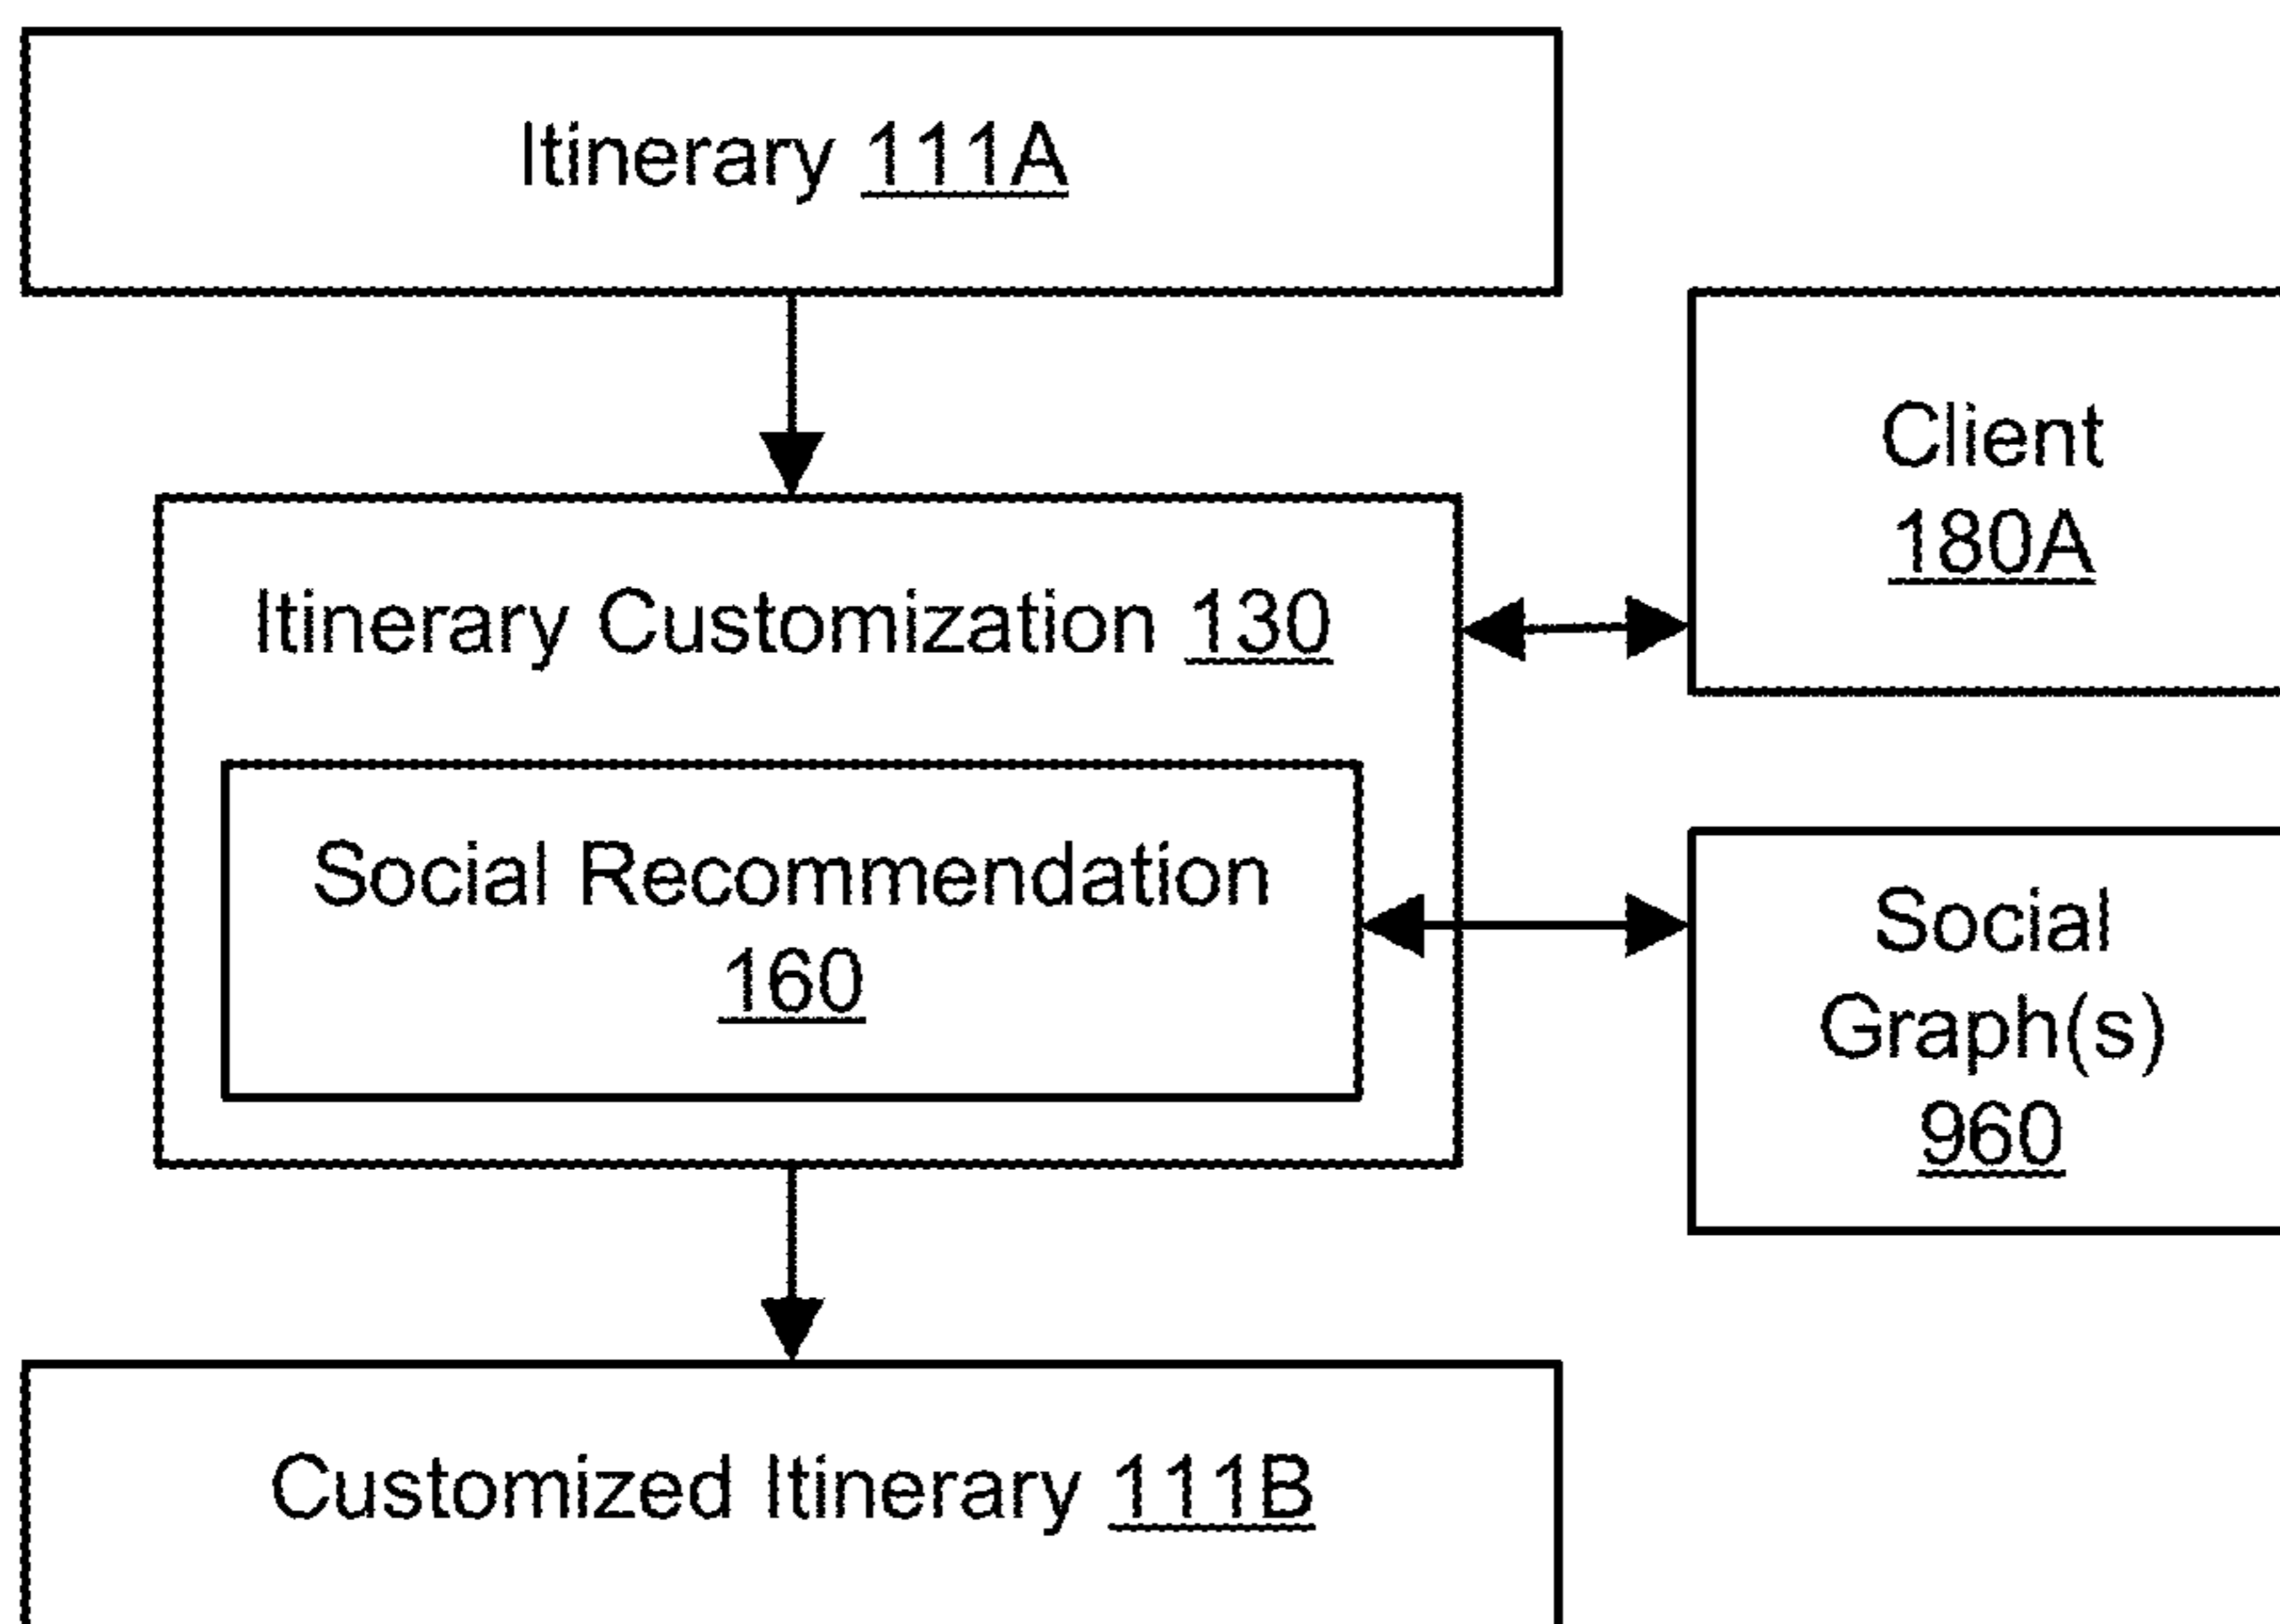 Itinerary 111A
Client
180A
Itinerary Customization 130
Social Recommendation
160
Social
Graph(s)
960
Customized Itinerary 111B